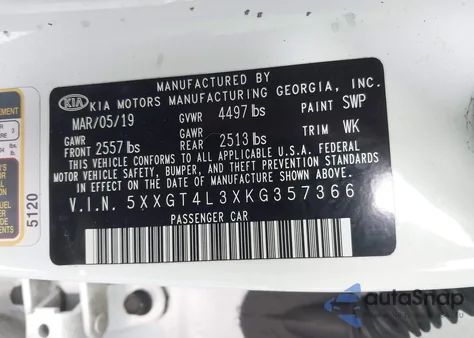 MANUFACTURED BY
KIA KIA MOTORS MANUFACTURING GEORGIA, INC.
MAR/05/19 GVWR 4497 lbs PAINT SWP
GAWR FRONT 2557 lbs GAWR REAR 2513 lbs TRIM WK
THIS VEHICLE CONFORMS TO ALL APPLICABLE U.S.A. FEDERAL
MOTOR VEHICLE SAFETY, BUMPER, AND THEFT PREVENTION STANDARDS
IN EFFECT ON THE DATE OF MANUFACTURE SHOWN ABOVE.
V.I.N. 5XXGT4L3XKG357366
PASSENGER CAR
5120
autoSnap